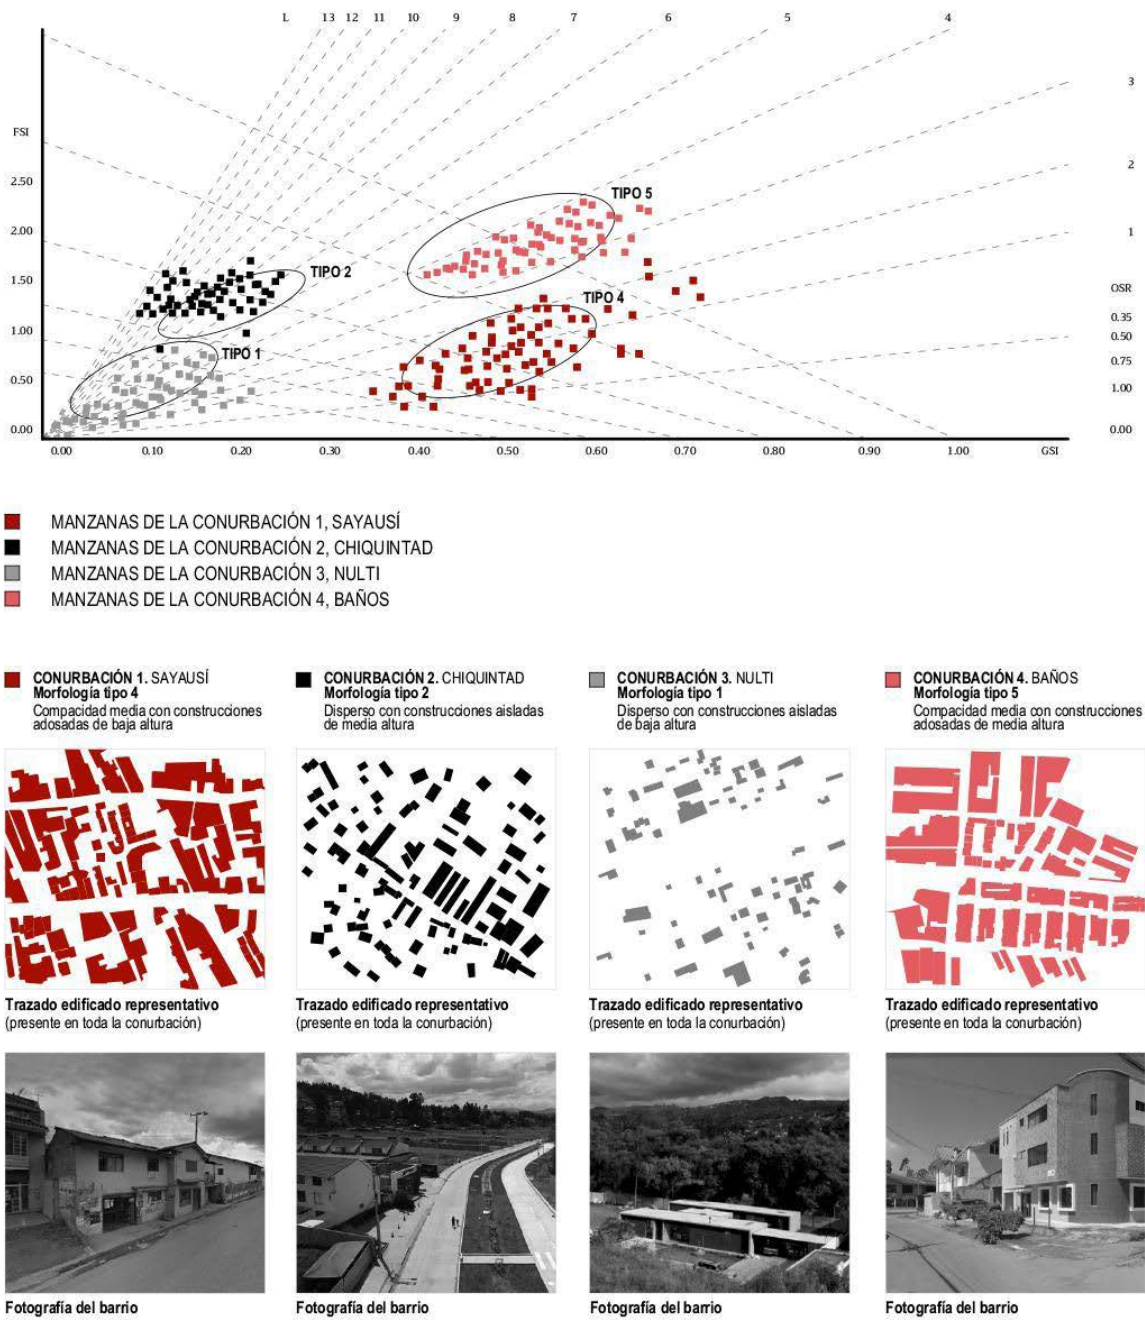 L 13 12 11 10 9 8 7 6 5 4
3
FSI
2.50
2
2.00
TIPO 5
1
1.50
TIPO 2
OSR
TIPO 4
0.35
1.00
0.50
TIPO 1
0.75
0.50
1.00
0.00
0.00
0.00 0.10 0.20 0.30 0.40 0.50 0.60 0.70 0.80 0.90 1.00 GSI
MANZANAS DE LA CONURBACIÓN 1, SAYAUSÍ
MANZANAS DE LA CONURBACIÓN 2, CHIQUINTAD
MANZANAS DE LA CONURBACIÓN 3, NULTI
MANZANAS DE LA CONURBACIÓN 4, BAÑOS
CONURBACIÓN 1. SAYAUSÍ
Morfología tipo 4
Compacidad media con construcciones
adosadas de baja altura
CONURBACIÓN 2. CHIQUINTAD
Morfología tipo 2
Disperso con construcciones aisladas
de media altura
CONURBACIÓN 3. NULTI
Morfología tipo 1
Disperso con construcciones aisladas
de baja altura
CONURBACIÓN 4. BAÑOS
Morfología tipo 5
Compacidad media con construcciones
adosadas de media altura
Trazado edificado representativo
(presente en toda la conurbación)
Trazado edificado representativo
(presente en toda la conurbación)
Trazado edificado representativo
(presente en toda la conurbación)
Trazado edificado representativo
(presente en toda la conurbación)
Fotografía del barrio
Fotografía del barrio
Fotografía del barrio
Fotografía del barrio